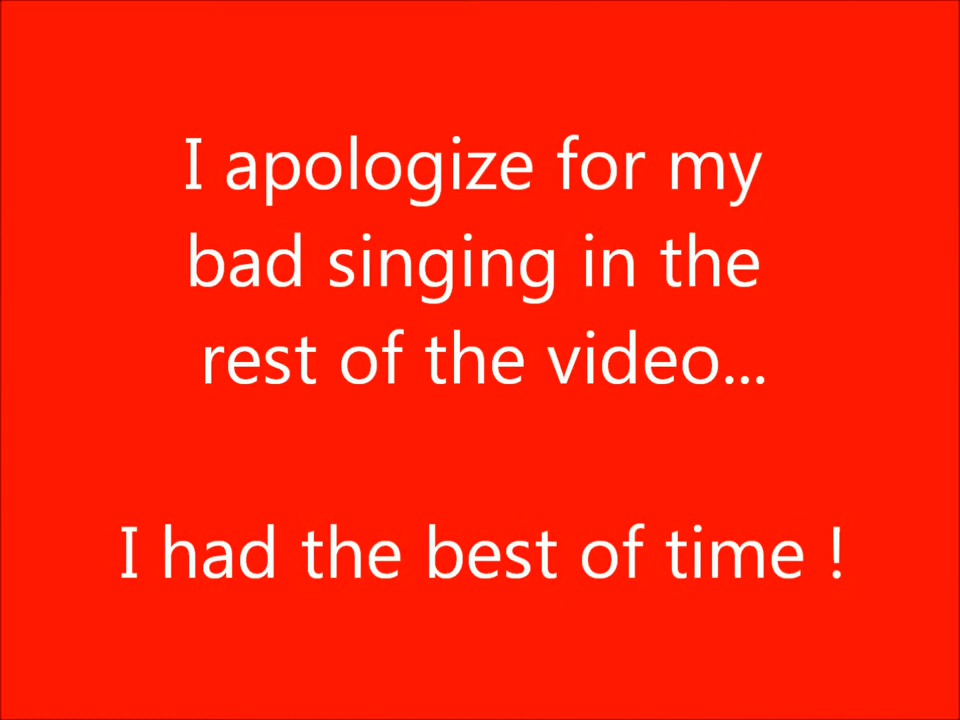 I apologize for my
bad singing in the
rest of the video...
I had the best of time !